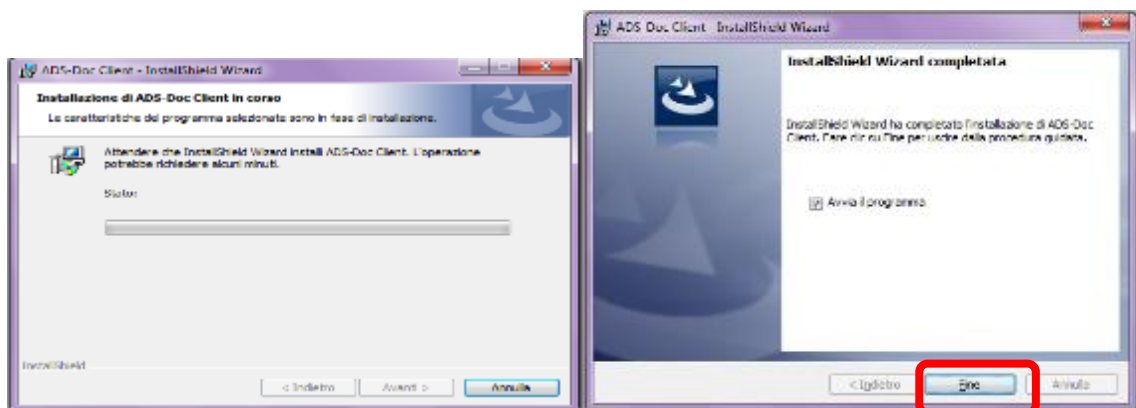 ADS-Doc Client - InstallShield Wizard
Installazione di ADS-Doc Client in corso
Le caratteristiche del programma selezionate sono in fase di installazione.
Attendere che InstallShield Wizard installi ADS-Doc Client. L'operazione
potrebbe richiedere alcuni minuti.
Stato:
InstallShield
< Indietro
Avanti >
Annulla
ADS-Doc Client - InstallShield Wizard
InstallShield Wizard completata
InstallShield Wizard ha completato l'installazione di ADS-Doc
Client. Fare clic su Fine per uscire dalla procedura guidata.
Avvia il programma
< Indietro
Fine
Annulla